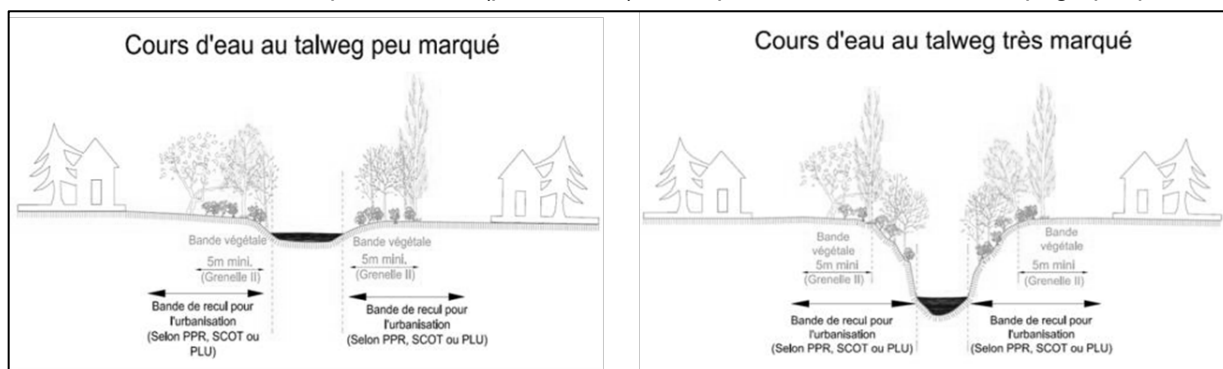 Cours d'eau au talweg peu marqué
Bande végétale
5m mini.
(Grenelle II)
Bande de recul pour
l'urbanisation
(Selon PPR, SCOT ou
PLU)
Bande végétale
5m mini.
(Grenelle II)
Bande de recul pour
l'urbanisation
(Selon PPR, SCOT ou PLU)
Cours d'eau au talweg très marqué
Bande
végétale
5m mini
(Grenelle II)
Bande de recul pour
l'urbanisation
(Selon PPR, SCOT ou PLU)
Bande
végétale
5m mini
(Grenelle II)
Bande de recul pour
l'urbanisation
(Selon PPR, SCOT ou PLU)